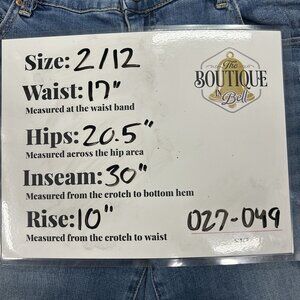 Size: 2/12
The
BOUTIQUE
IN
Bell
Waist: 17"
Measured at the waist band
Hips: 20.5"
Measured across the hip area
Inseam: 30"
Measured from the crotch to bottom hem
Rise: 10"
Measured from the crotch to waist
027-049